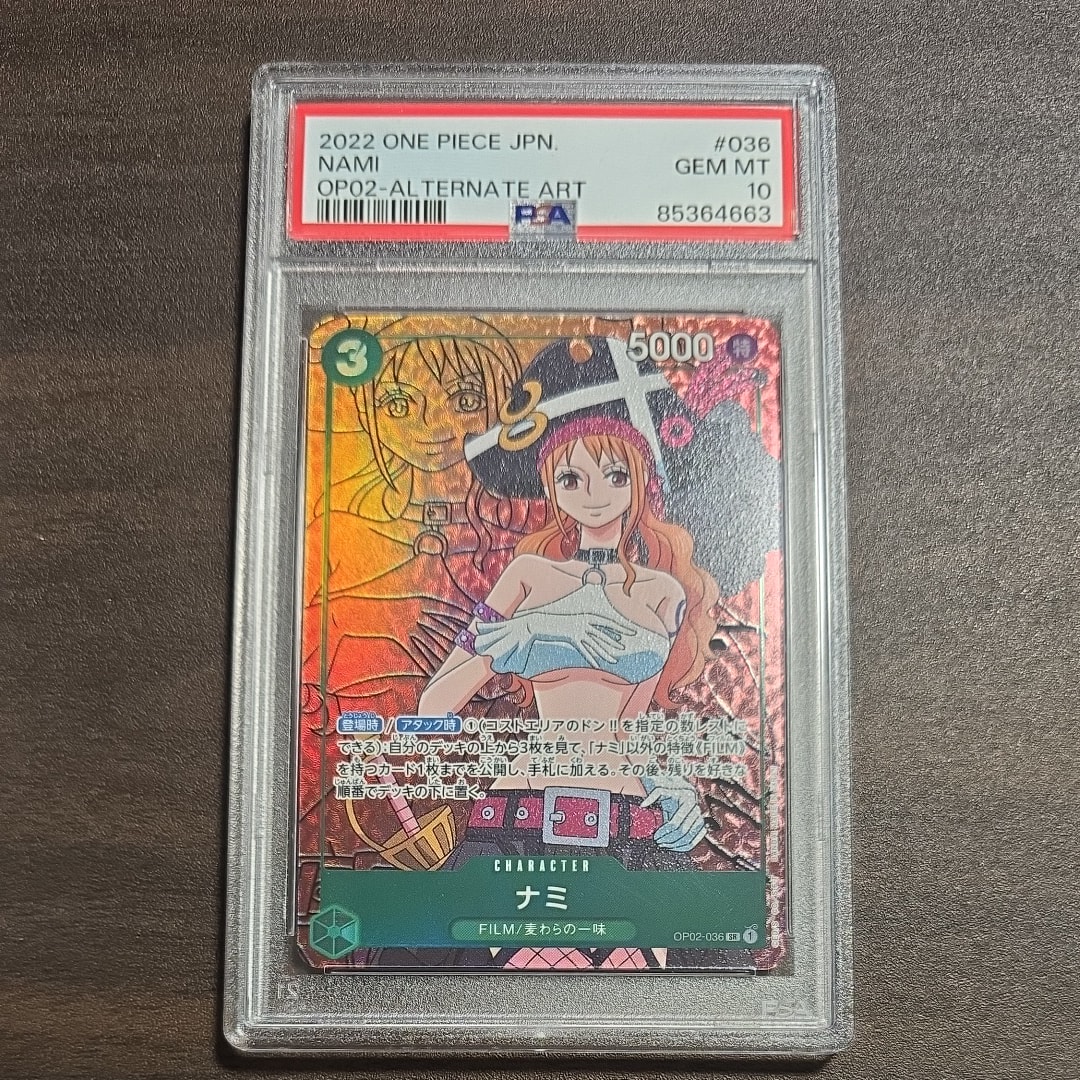 2022 ONE PIECE JPN. #036
NAMI GEM MT
OP02-ALTERNATE ART 10
PSA 85364663
3 5000 特
登場時/アタック時①(コストエリアのドン!!を指定の数レストに
できる):自分のデッキの上から3枚を見て、「ナミ」以外の特徴《FILM》
を持つカード1枚までを公開し、手札に加える。その後、残りを好きな
順番でデッキの下に置く。
CHARACTER
ナミ
FILM/麦わらの一味
OP02-036 SR 1